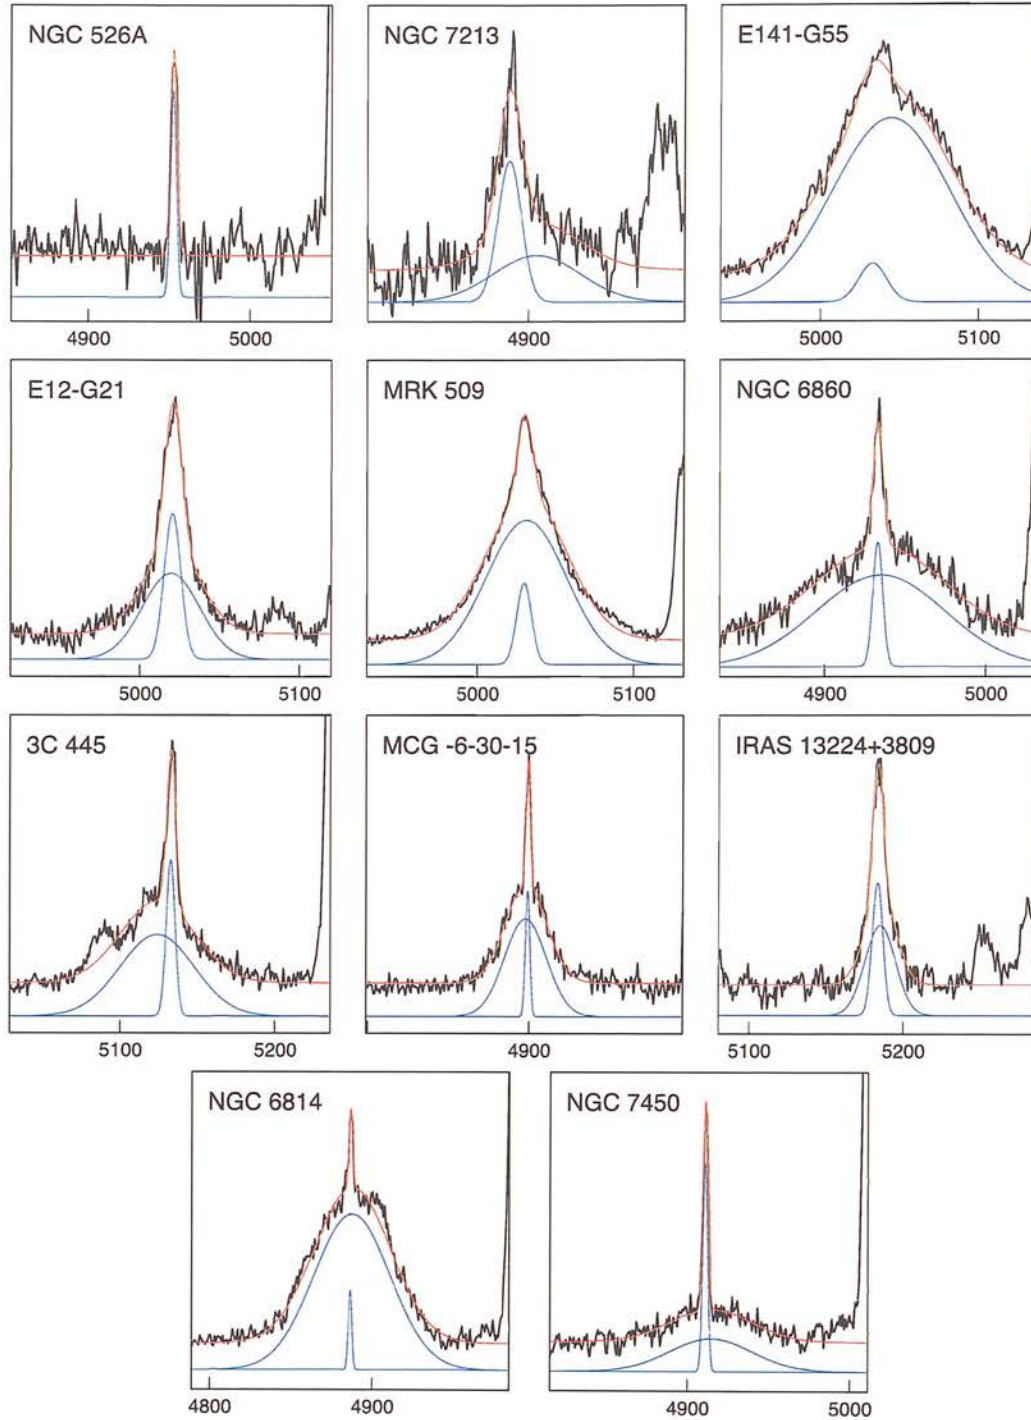 NGC 526A
4900 5000
NGC 7213
4900
E141-G55
5000 5100
E12-G21
5000 5100
MRK 509
5000 5100
NGC 6860
4900 5000
3C 445
5100 5200
MCG -6-30-15
4900
IRAS 13224+3809
5100 5200
NGC 6814
4800 4900
NGC 7450
4900 5000